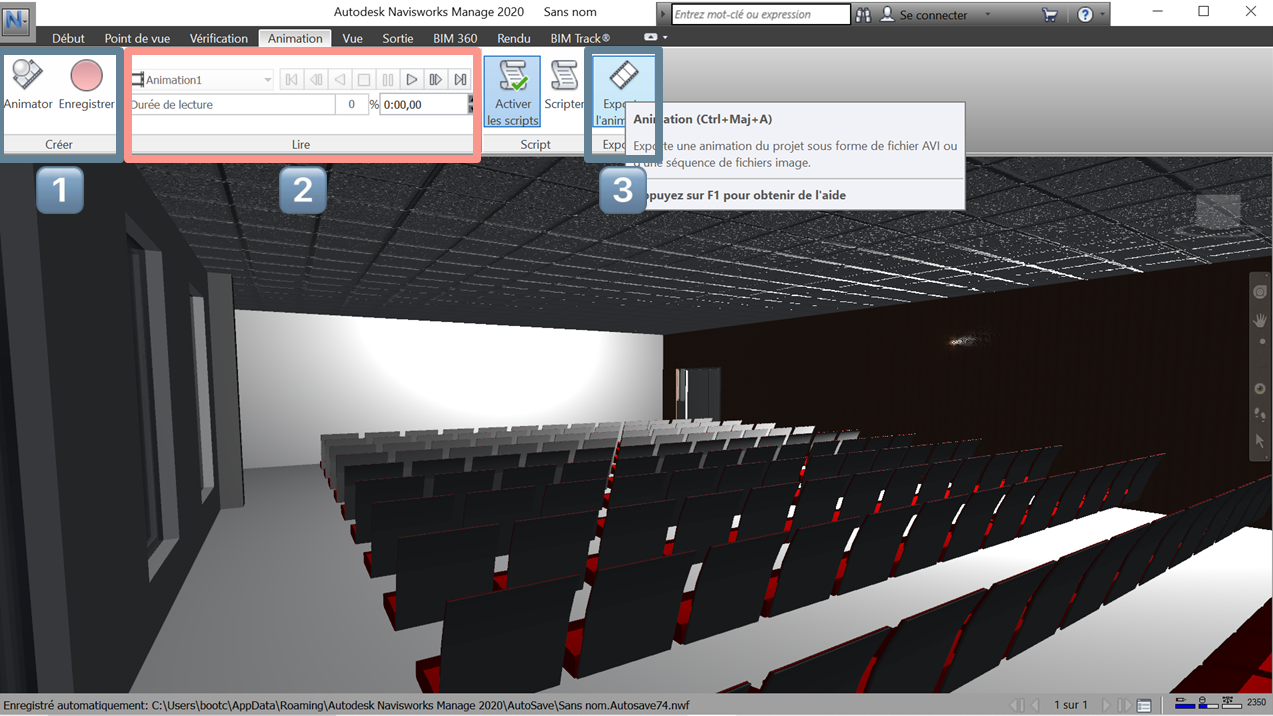 Autodesk Navisworks Manage 2020 Sans nom
Entrez mot-clé ou expression
Se connecter
Début Point de vue Vérification Animation Vue Sortie BIM 360 Rendu BIM Track®
Animator Enregistrer
Créer
Animation1
Durée de lecture 0 % 0:00,00
Lire
Activer
les scripts
Scripter
Script
Animation (Ctrl+Maj+A)
Exporte une animation du projet sous forme de fichier AVI ou
d'une séquence de fichiers image.
Appuyez sur F1 pour obtenir de l'aide
1
2
3
Enregistré automatiquement: C:\Users\bootc\AppData\Roaming\Autodesk Navisworks Manage 2020\AutoSave\Sans nom.Autosave74.nwf
1 sur 1
2350